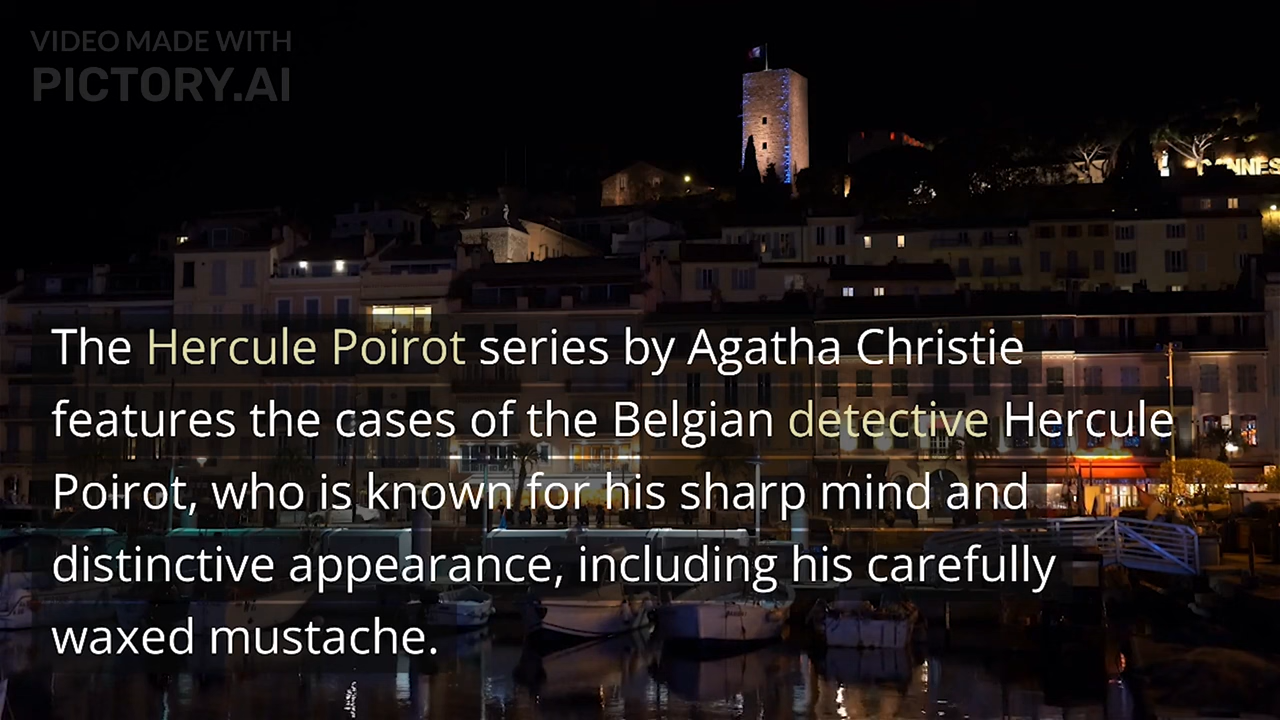 VIDEO MADE WITH
PICTORY.AI
CANNES
The Hercule Poirot series by Agatha Christie
features the cases of the Belgian detective Hercule
Poirot, who is known for his sharp mind and
distinctive appearance, including his carefully
waxed mustache.